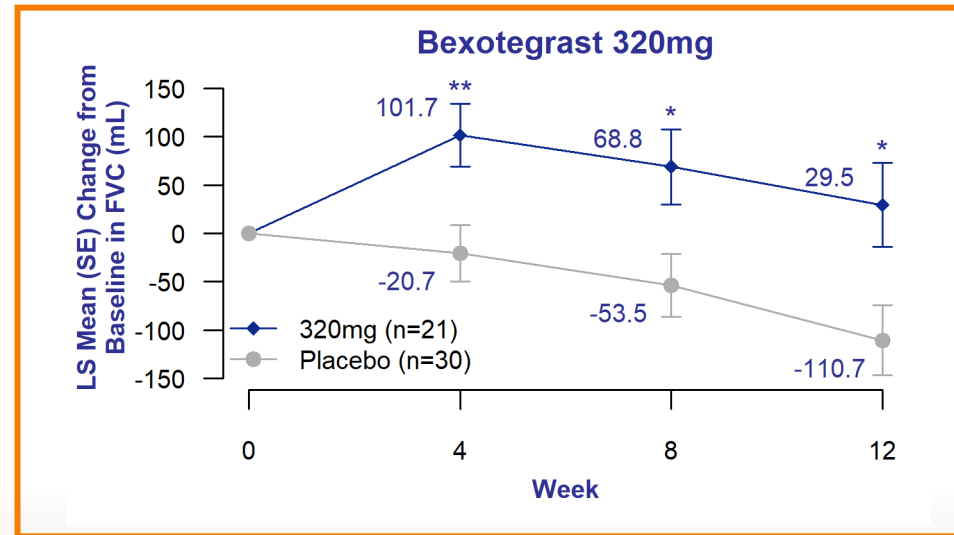 Bexotegrast 320mg
LS Mean (SE) Change from
Baseline in FVC (mL)
150
100
50
0
-50
-100
-150
101.7
**
68.8
*
29.5
*
-20.7
-53.5
-110.7
320mg (n=21)
Placebo (n=30)
0 4 8 12
Week